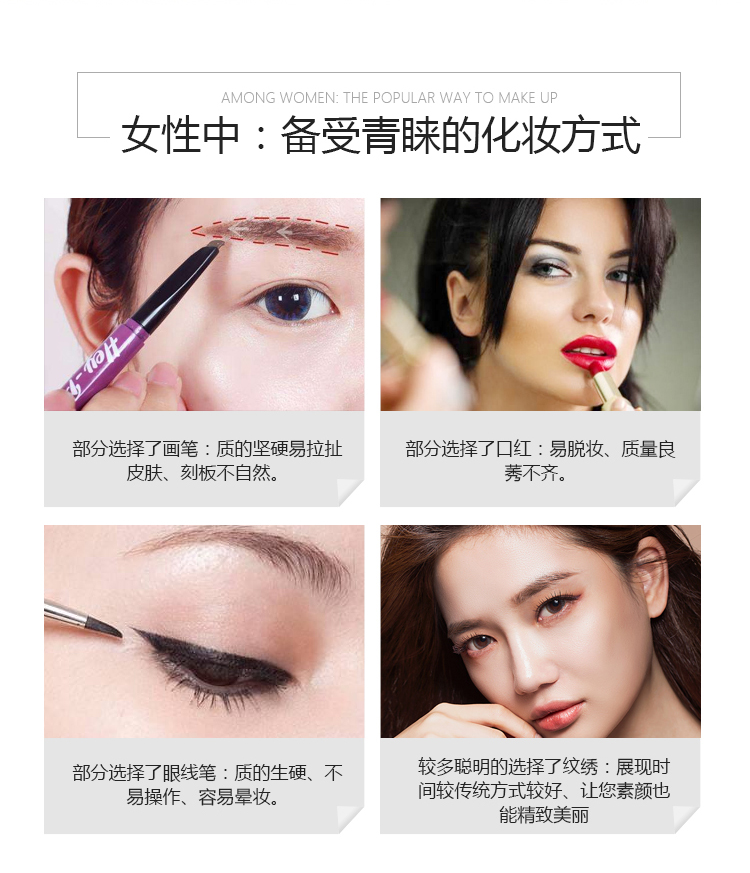 AMONG WOMEN: THE POPULAR WAY TO MAKE UP
女性中：备受青睐的化妆方式
Hey-
部分选择了画笔：质的坚硬易拉扯
皮肤、刻板不自然。
部分选择了口红：易脱妆、质量良
莠不齐。
部分选择了眼线笔：质的生硬、不
易操作、容易晕妆。
较多聪明的选择了纹绣：展现时
间较传统方式较好、让您素颜也
能精致美丽